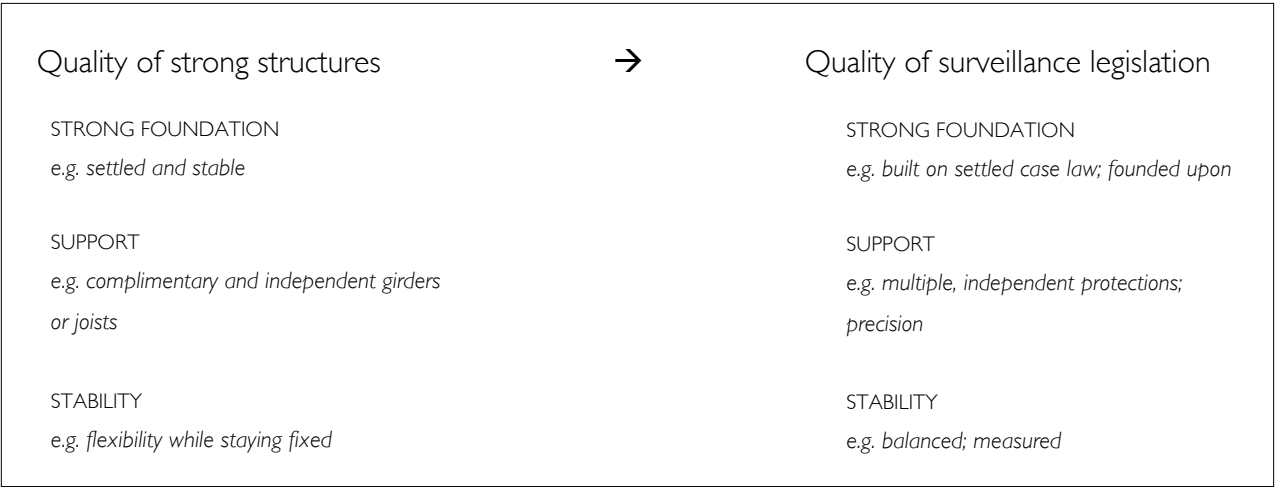 Quality of strong structures → Quality of surveillance legislation
STRONG FOUNDATION
e.g. settled and stable
SUPPORT
e.g. complimentary and independent girders
or joists
STABILITY
e.g. flexibility while staying fixed
STRONG FOUNDATION
e.g. built on settled case law; founded upon
SUPPORT
e.g. multiple, independent protections;
precision
STABILITY
e.g. balanced; measured